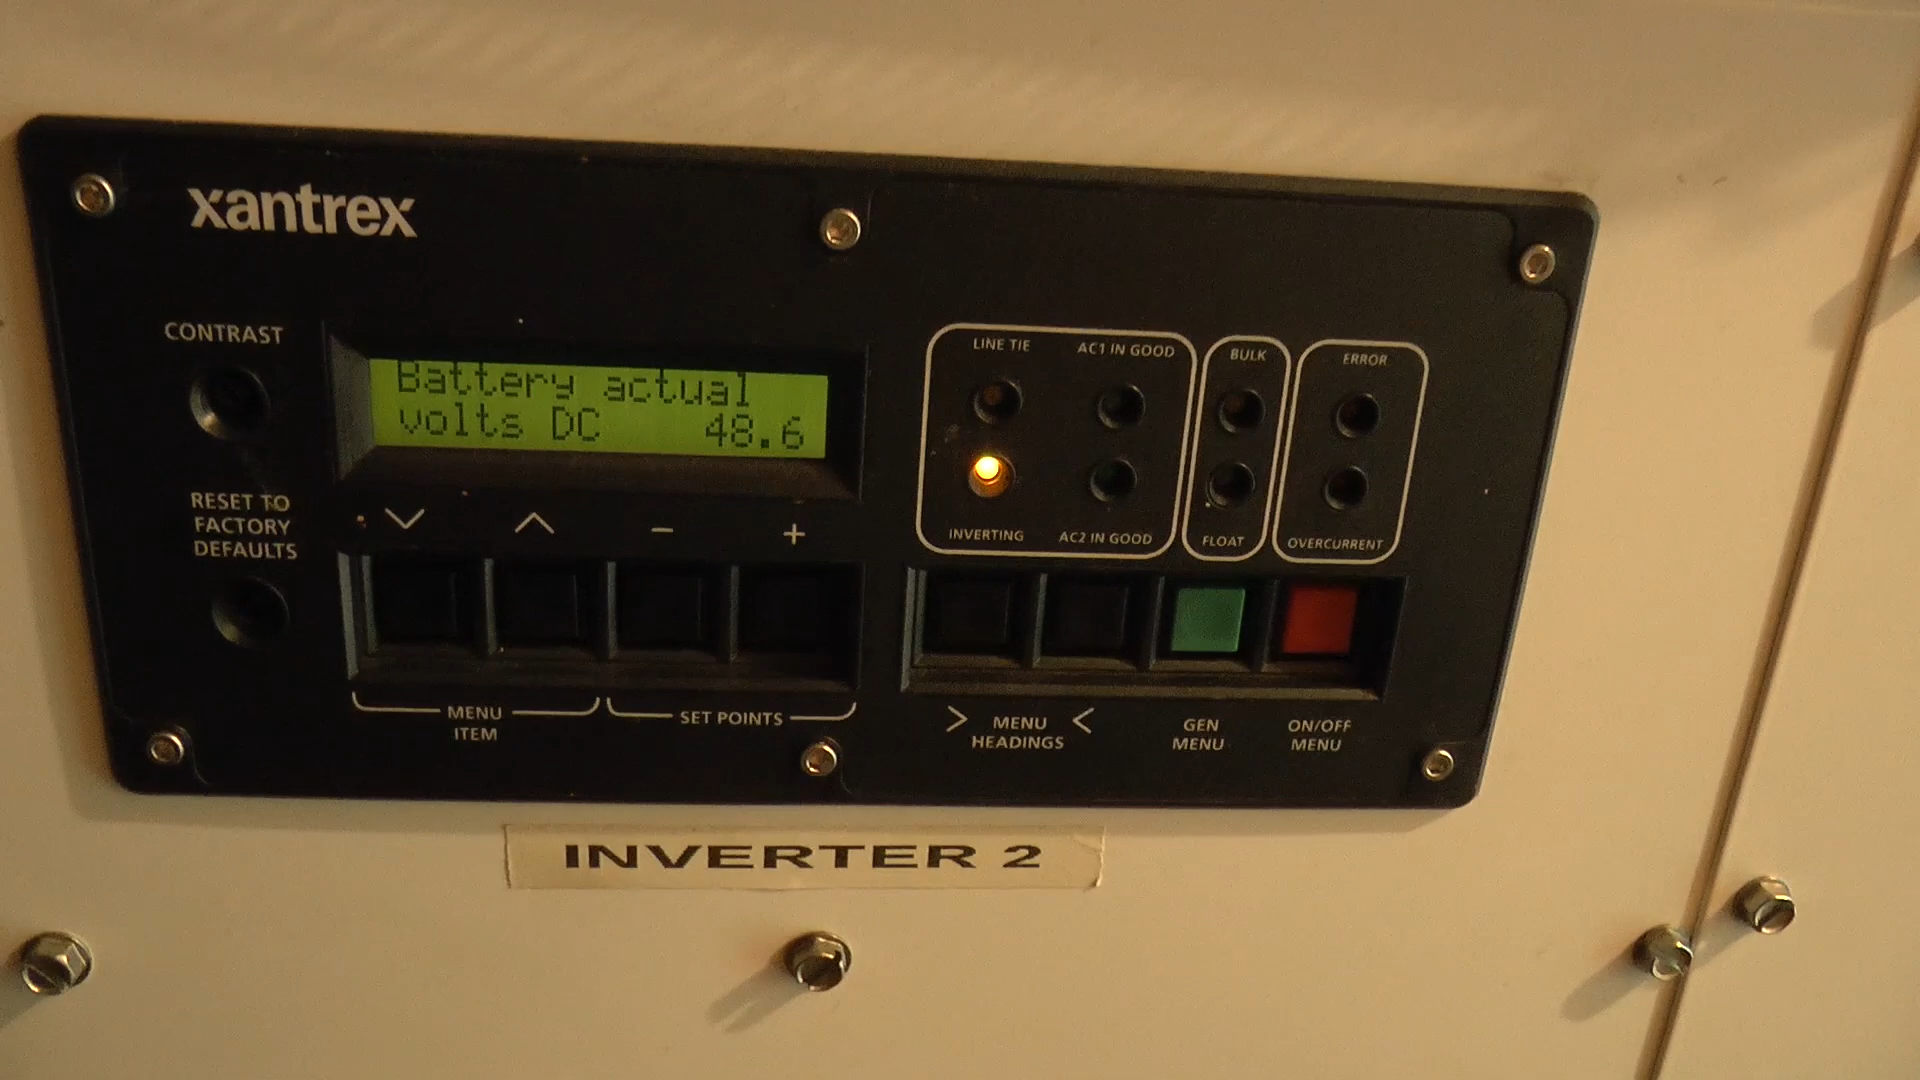 xantrex
CONTRAST
Battery actual
volts DC 48.6
RESET TO
FACTORY
DEFAULTS
- +
MENU
ITEM
SET POINTS
LINE TIE
AC1 IN GOOD
BULK
ERROR
INVERTING
AC2 IN GOOD
FLOAT
OVERCURRENT
> MENU <
HEADINGS
GEN
MENU
ON/OFF
MENU
INVERTER 2